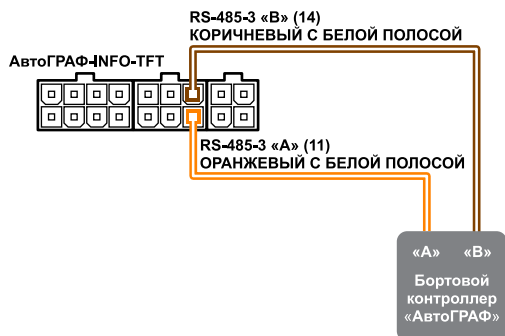 RS-485-3 «B» (14)
КОРИЧНЕВЫЙ С БЕЛОЙ ПОЛОСОЙ
АвтоГРАФ-INFO-TFT
RS-485-3 «A» (11)
ОРАНЖЕВЫЙ С БЕЛОЙ ПОЛОСОЙ
«A» «B»
Бортовой
контроллер
«АвтоГРАФ»